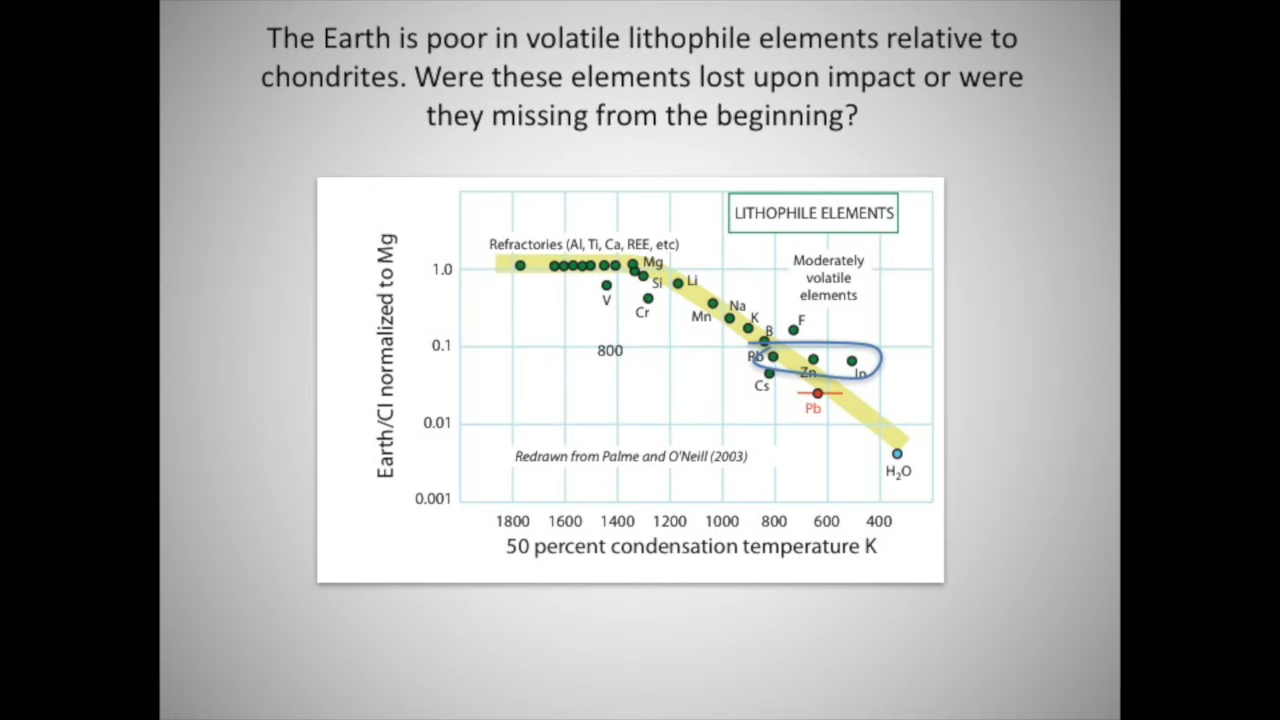 The Earth is poor in volatile lithophile elements relative to
chondrites. Were these elements lost upon impact or were
they missing from the beginning?
LITHOPHILE ELEMENTS
Refractories (Al, Ti, Ca, REE, etc)
Moderately
volatile
elements
Earth/CI normalized to Mg
1.0
0.1
0.01
0.001
Mg
Si
Li
V
Cr
Mn
Na
K
B
F
800
Rb
Zn
In
Cs
Pb
Redrawn from Palme and O'Neill (2003)
H₂O
1800 1600 1400 1200 1000 800 600 400
50 percent condensation temperature K